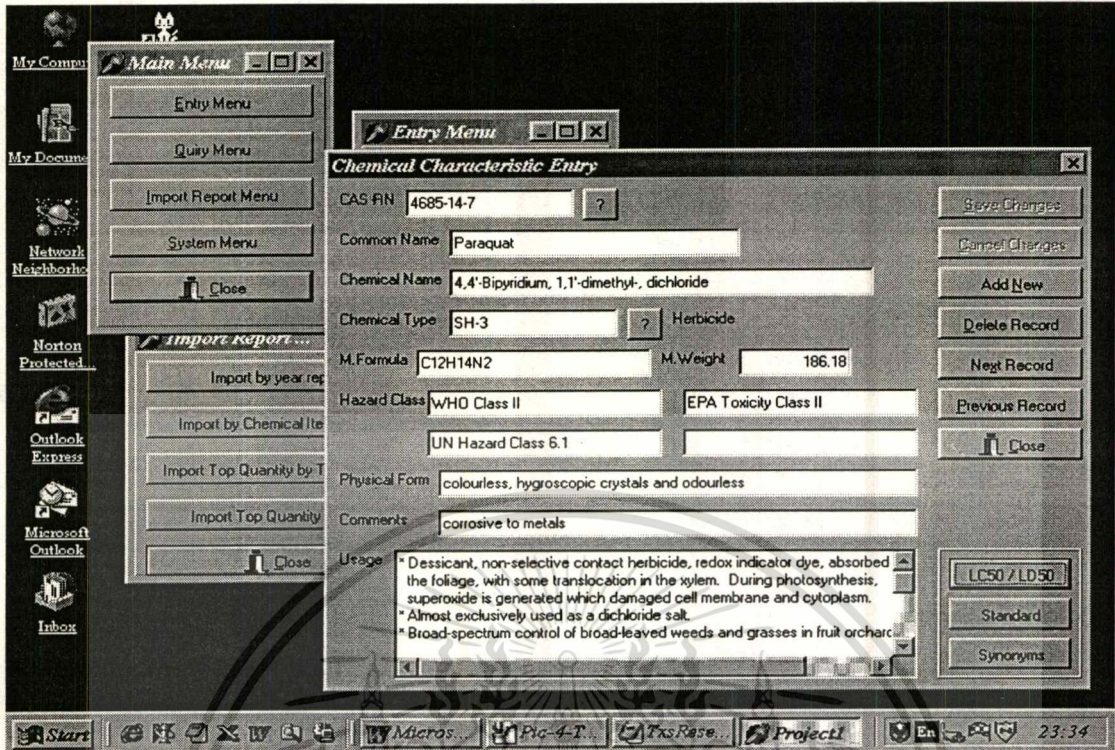 My Compu
My Docume
Network
Neighborho
Norton
Protected...
Outlook
Express
Microsoft
Outlook
Inbox
Main Menu
Entry Menu
Quiry Menu
Import Report Menu
System Menu
Close
Import Report ...
Import by year rep
Import by Chemical Ite
Import Top Quantity by T
Import Top Quantity
Close
Entry Menu
Chemical Characteristic Entry
CAS RN 4685-14-7 ?
Common Name Paraquat
Chemical Name 4,4'-Bipyridium, 1,1'-dimethyl-, dichloride
Chemical Type SH-3 ? Herbicide
M.Formula C12H14N2 M.Weight 186.18
Hazard Class WHO Class II EPA Toxicity Class II
UN Hazard Class 6.1
Physical Form colourless, hygroscopic crystals and odourless
Comments corrosive to metals
Usage * Dessicant, non-selective contact herbicide, redox indicator dye, absorbed
the foliage, with some translocation in the xylem. During photosynthesis,
superoxide is generated which damaged cell membrane and cytoplasm.
* Almost exclusively used as a dichloride salt.
* Broad-spectrum control of broad-leaved weeds and grasses in fruit orcharc
Save Changes
Cancel Changes
Add New
Delete Record
Next Record
Previous Record
Close
LC50 / LD50
Standard
Synonyms
Start Micros... Pic-4-T... TxsRese... Project1 En 23:34